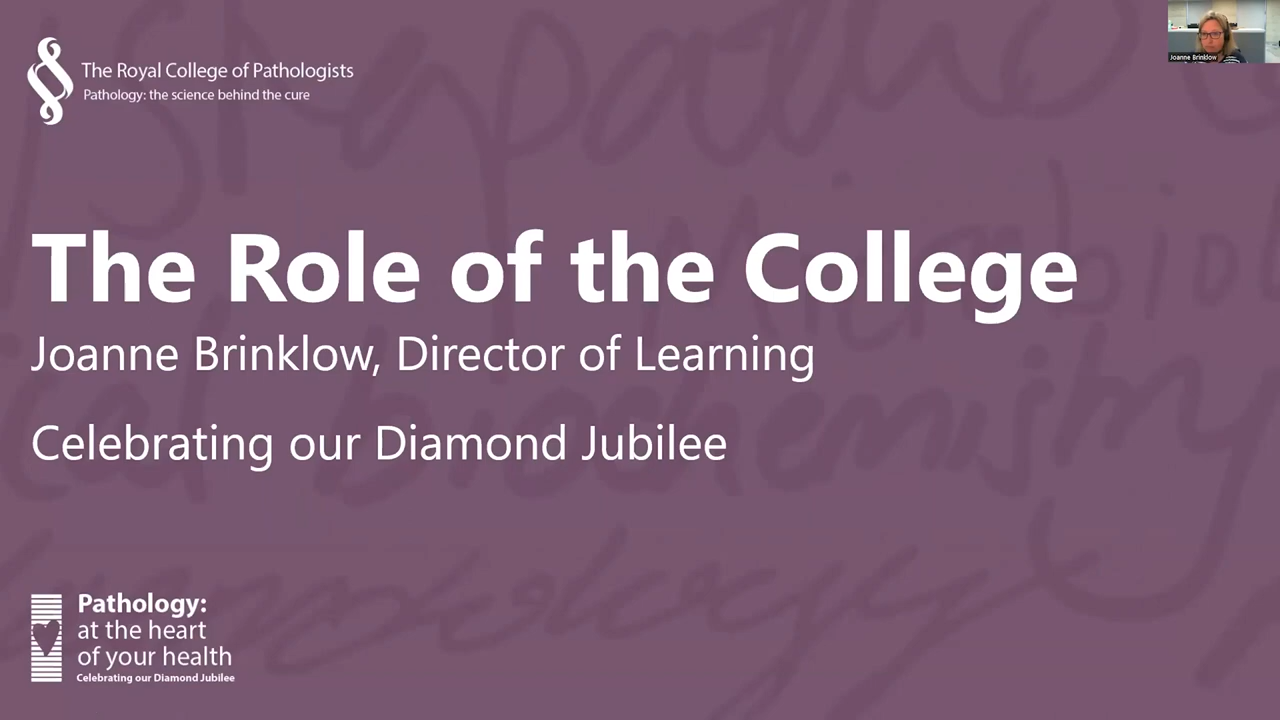 The Royal College of Pathologists
Pathology: the science behind the cure
Joanne Brinklow
The Role of the College
Joanne Brinklow, Director of Learning
Celebrating our Diamond Jubilee
Pathology:
at the heart
of your health
Celebrating our Diamond Jubilee